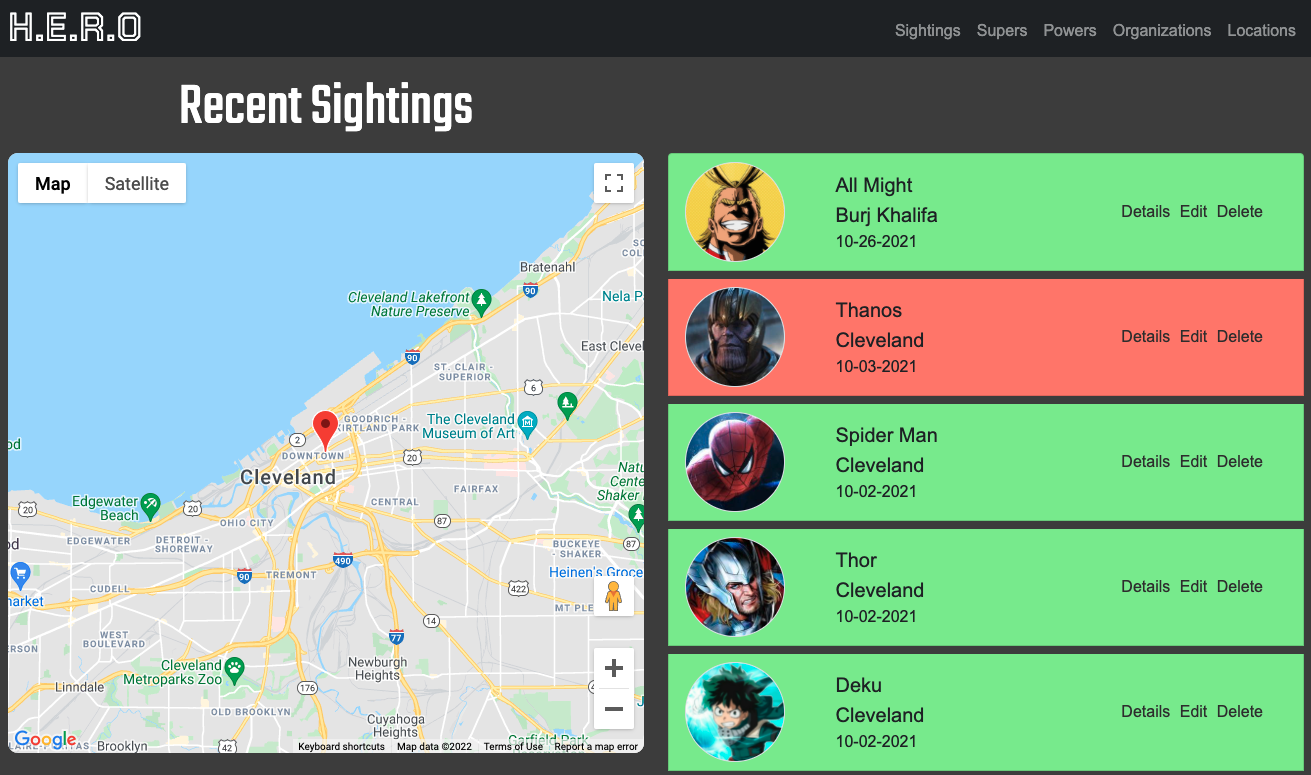 H.E.R.O
Sightings Supers Powers Organizations Locations
Recent Sightings
Map Satellite
Bratenahl
90
Cleveland Lakefront
Nature Preserve
Nela P
90
East Clevel
ST. CLAIR -
SUPERIOR
6
GOODRICH -
KIRTLAND PARK
The Cleveland
Museum of Art
2
DOWNTOWN
20
Cleveland
Edgewater
Beach
20
20
OHIO CITY
CENTRAL
FAIRFAX
87
Natu
Cente
Shaker
87
EDGEWATER
DETROIT -
SHOREWAY
BUCKEYE
- SHAKER
490
90
TREMONT
Heinen's Groce
CUDELL
422
MT PLE
14
77
WEST
BOULEVARD
Cleveland
Metroparks Zoo
Newburgh
Heights
Linndale
176
OLD BROOKLYN
Cuyahoga
Heights
Garfield Park
Brooklyn
42
Google
Keyboard shortcuts Map data ©2022 Terms of Use Report a map error
All Might
Burj Khalifa
10-26-2021
Details Edit Delete
Thanos
Cleveland
10-03-2021
Details Edit Delete
Spider Man
Cleveland
10-02-2021
Details Edit Delete
Thor
Cleveland
10-02-2021
Details Edit Delete
Deku
Cleveland
10-02-2021
Details Edit Delete